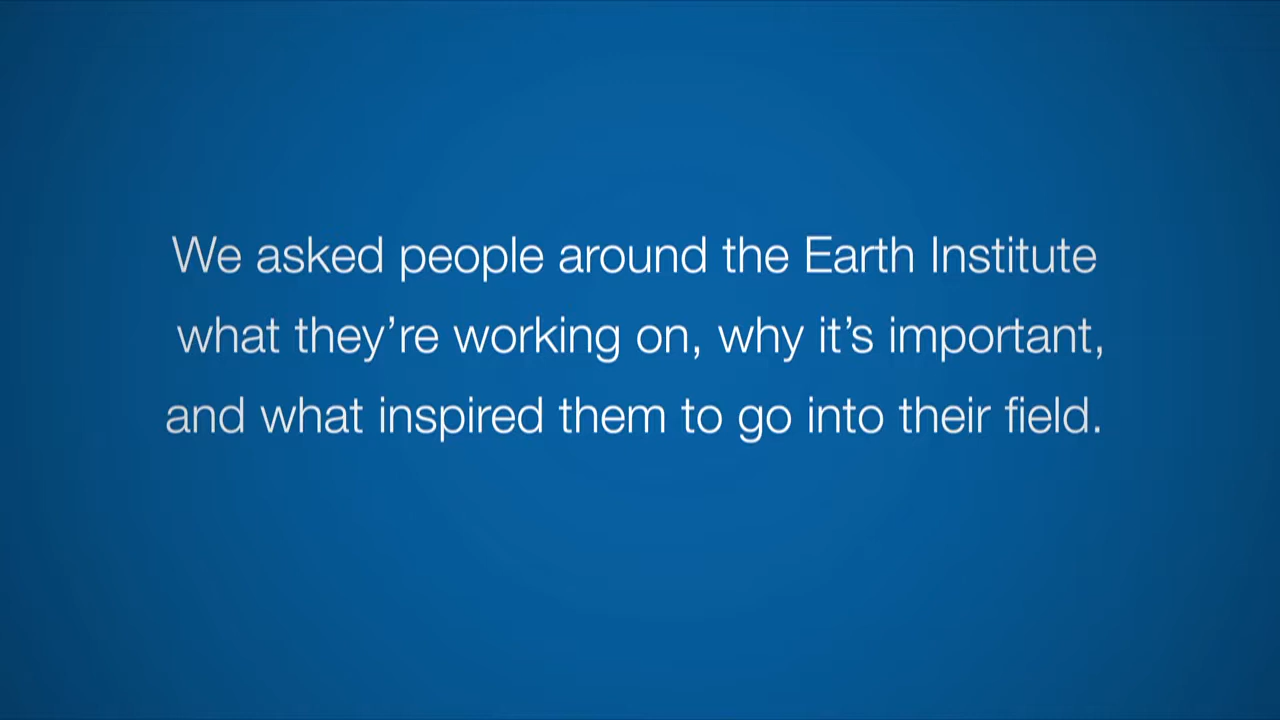 We asked people around the Earth Institute
what they’re working on, why it’s important,
and what inspired them to go into their field.